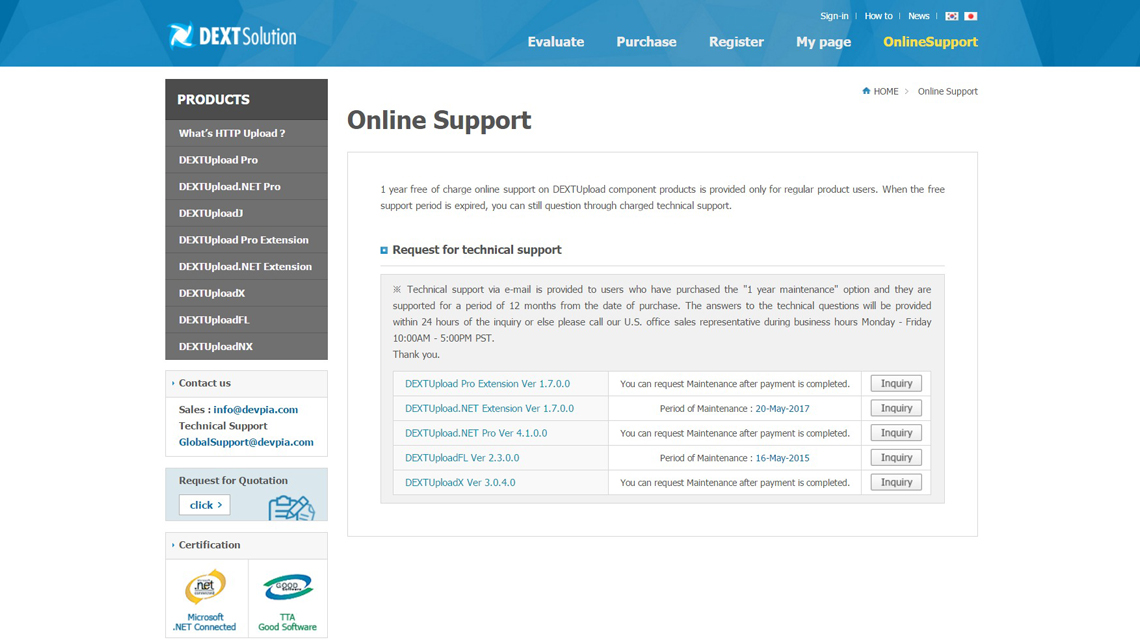 Sign-in | How to | News |
DEXTSolution
Evaluate Purchase Register My page OnlineSupport
PRODUCTS
What's HTTP Upload ?
DEXTUpload Pro
DEXTUpload.NET Pro
DEXTUploadJ
DEXTUpload Pro Extension
DEXTUpload.NET Extension
DEXTUploadX
DEXTUploadFL
DEXTUploadNX
Contact us
Sales : info@devpia.com
Technical Support
GlobalSupport@devpia.com
Request for Quotation
click >
Certification
Microsoft .net CONNECTED
Microsoft
.NET Connected
GOOD Software
TTA
Good Software
HOME > Online Support
Online Support
1 year free of charge online support on DEXTUpload component products is provided only for regular product users. When the free
support period is expired, you can still question through charged technical support.
Request for technical support
※ Technical support via e-mail is provided to users who have purchased the "1 year maintenance" option and they are
supported for a period of 12 months from the date of purchase. The answers to the technical questions will be provided
within 24 hours of the inquiry or else please call our U.S. office sales representative during business hours Monday - Friday
10:00AM - 5:00PM PST.
Thank you.
DEXTUpload Pro Extension Ver 1.7.0.0 You can request Maintenance after payment is completed. Inquiry
DEXTUpload.NET Extension Ver 1.7.0.0 Period of Maintenance : 20-May-2017 Inquiry
DEXTUpload.NET Pro Ver 4.1.0.0 You can request Maintenance after payment is completed. Inquiry
DEXTUploadFL Ver 2.3.0.0 Period of Maintenance : 16-May-2015 Inquiry
DEXTUploadX Ver 3.0.4.0 You can request Maintenance after payment is completed. Inquiry